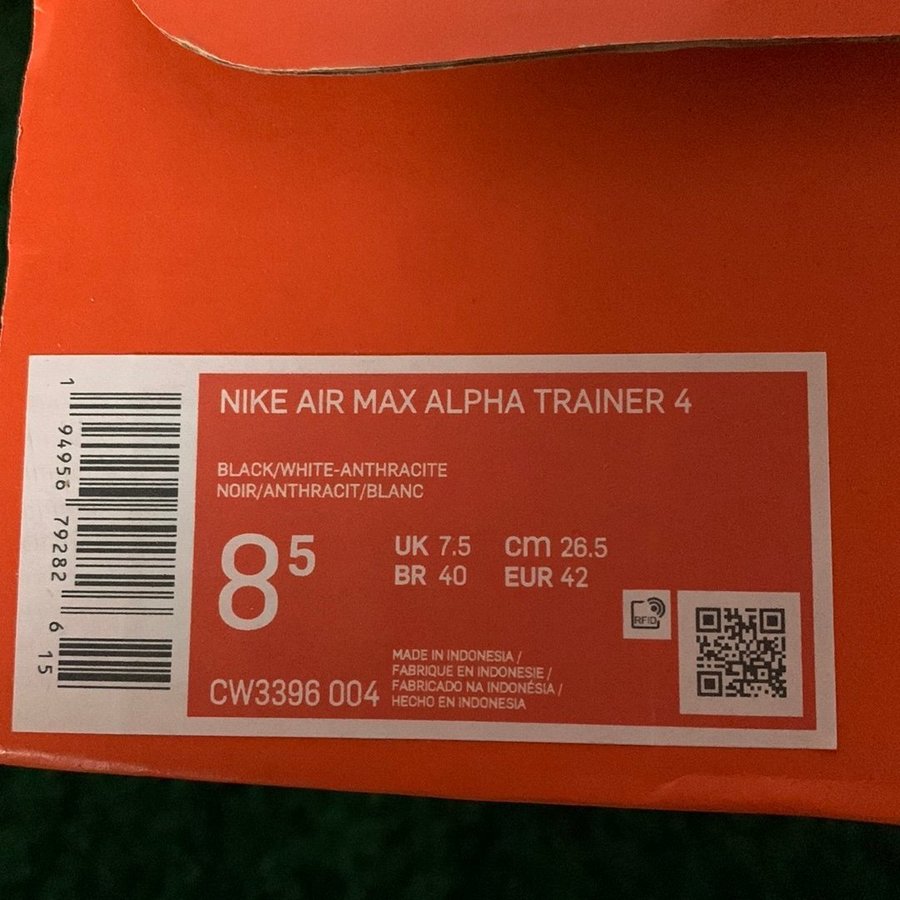 NIKE AIR MAX ALPHA TRAINER 4
BLACK/WHITE-ANTHRACITE
NOIR/ANTHRACIT/BLANC
8⁵
UK 7.5 cm 26.5
BR 40 EUR 42
RFID
CW3396 004
MADE IN INDONESIA /
FABRIQUE EN INDONESIE /
FABRICADO NA INDONÉSIA /
HECHO EN INDONESIA
1 94956 79282 6 15